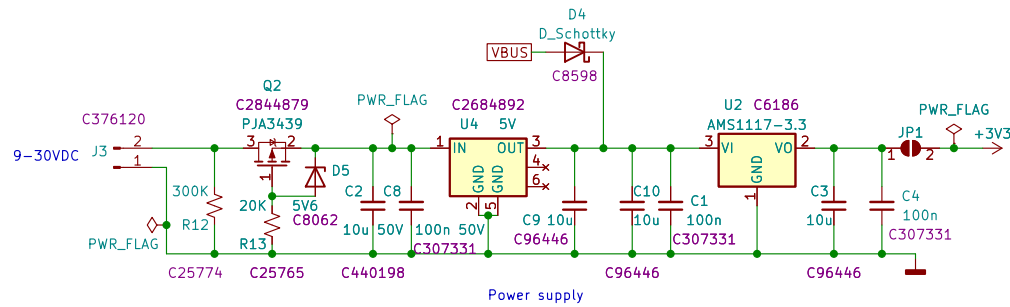 D4
D_Schottky
VBUS
C8598
Q2
C2844879
PJA3439
PWR_FLAG
C2684892
U4 5V
U2 C6186
AMS1117-3.3
PWR_FLAG
JP1
+3V3
C376120
9-30VDC
J3
2
1
3
2
1
1
IN
OUT
3
4
6
GND
GND
2
5
3
VI
VO
2
GND
1
1
2
D5
5V6
C8062
300K
R12
20K
R13
C2
10u 50V
C8
100n 50V
C307331
C9 10u
C96446
C10
10u
C1
100n
C307331
C3
10u
C4
100n
C307331
PWR_FLAG
C25774
C25765
C440198
C96446
C96446
Power supply